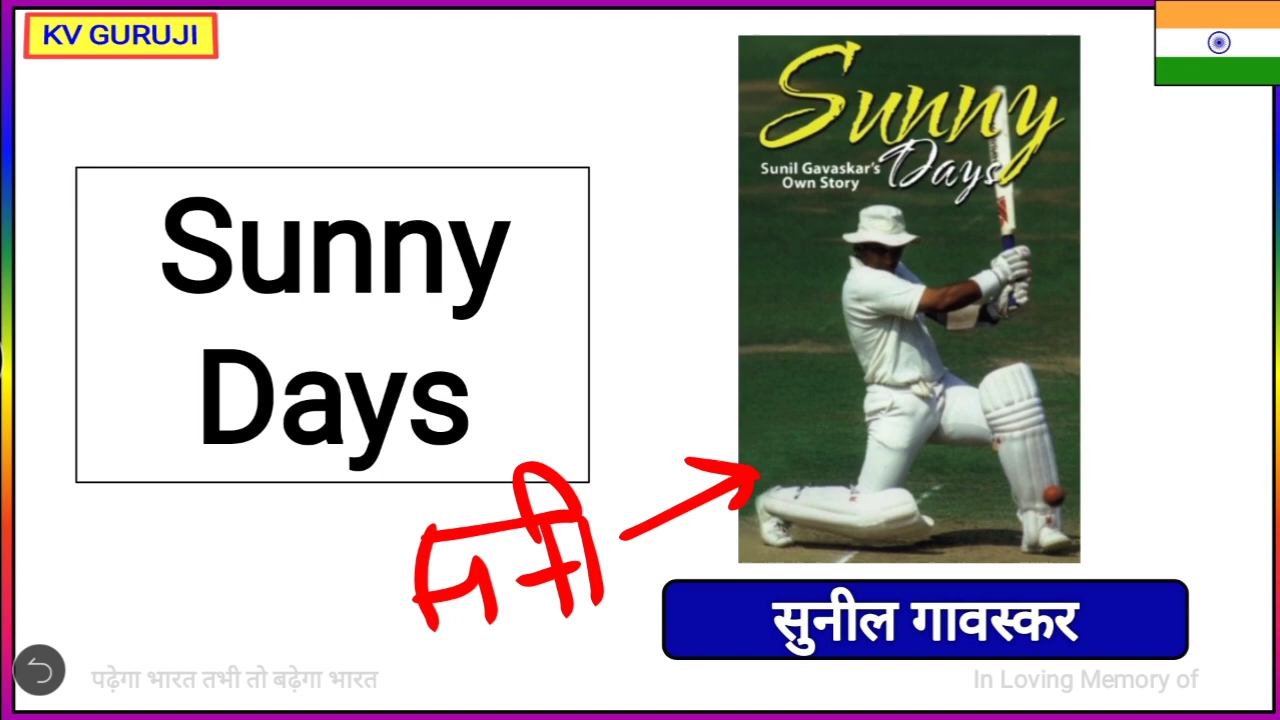 KV GURUJI
Sunny
Days
Sunny
Days
Sunil Gavaskar's
Own Story
सुनील गावस्कर
पढ़ेगा भारत तभी तो बढ़ेगा भारत
In Loving Memory of